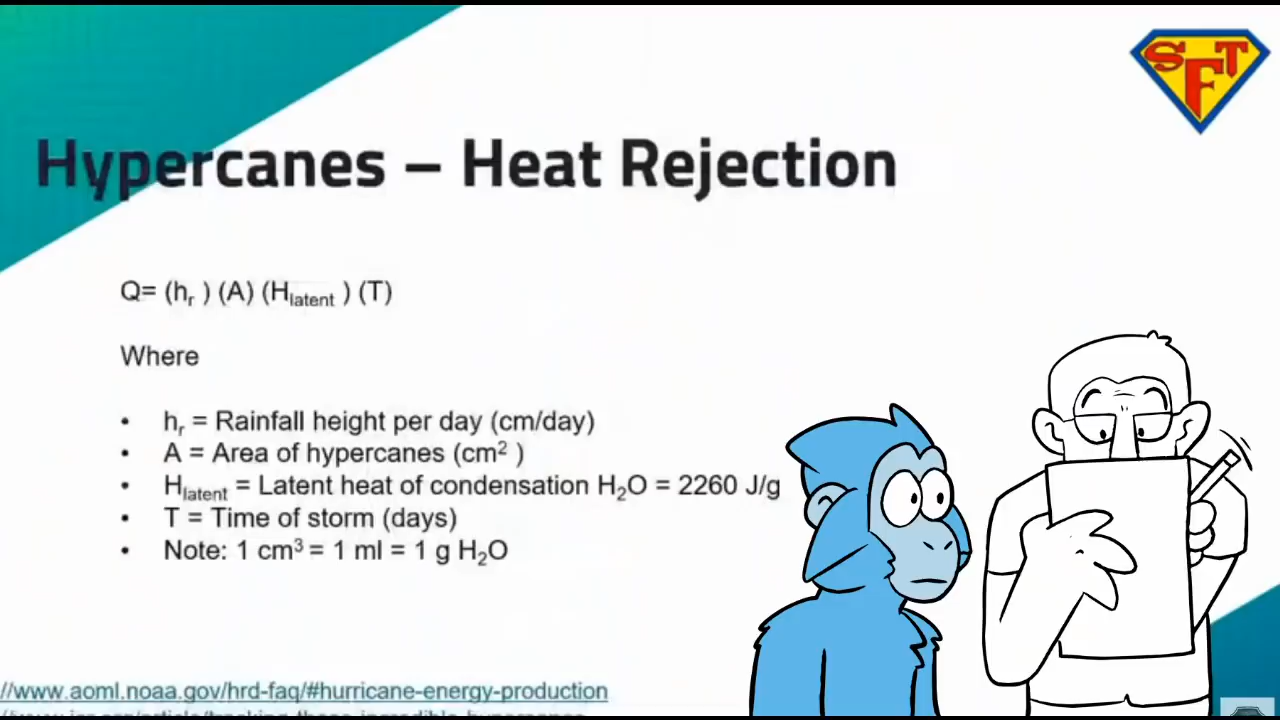 SFT
Hypercanes – Heat Rejection
Q= (hᵣ ) (A) (Hlatent ) (T)
Where
• hᵣ = Rainfall height per day (cm/day)
• A = Area of hypercanes (cm² )
• Hlatent = Latent heat of condensation H₂O = 2260 J/g
• T = Time of storm (days)
• Note: 1 cm³ = 1 ml = 1 g H₂O
//www.aoml.noaa.gov/hrd-faq/#hurricane-energy-production